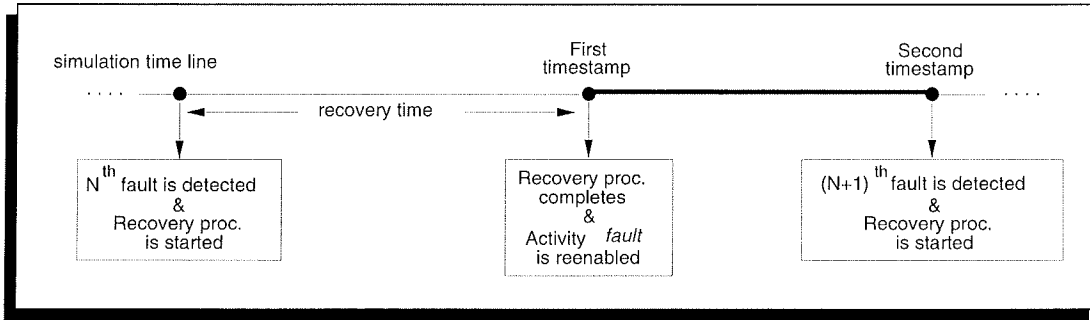 simulation time line
First
timestamp
Second
timestamp
. . . .
. . . .
recovery time
N th fault is detected
&
Recovery proc.
is started
Recovery proc.
completes
&
Activity fault
is reenabled
(N+1) th fault is detected
&
Recovery proc.
is started